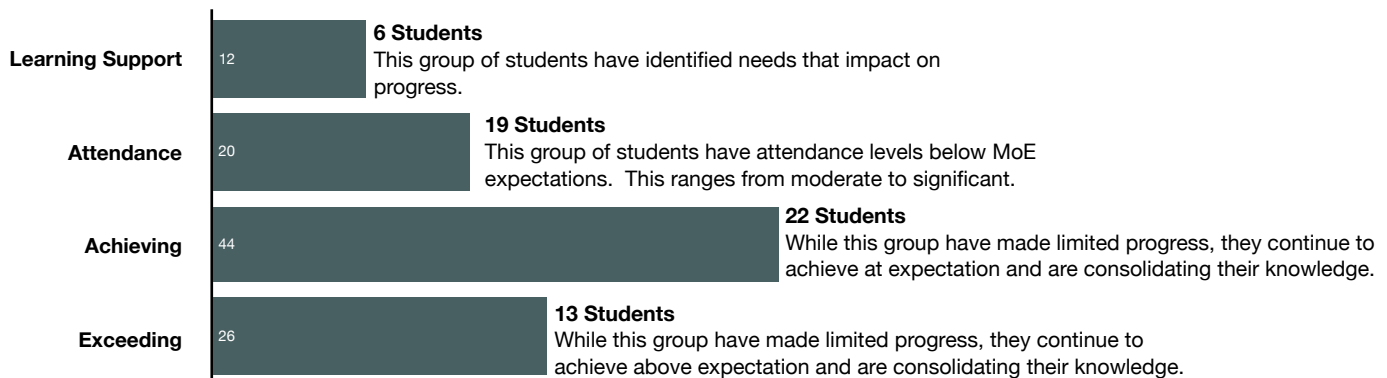 6 Students
Learning Support
12
This group of students have identified needs that impact on
progress.
19 Students
Attendance
20
This group of students have attendance levels below MoE
expectations.  This ranges from moderate to significant.
22 Students
Achieving
44
While this group have made limited progress, they continue to
achieve at expectation and are consolidating their knowledge.
13 Students
Exceeding
26
While this group have made limited progress, they continue to
achieve above expectation and are consolidating their knowledge.